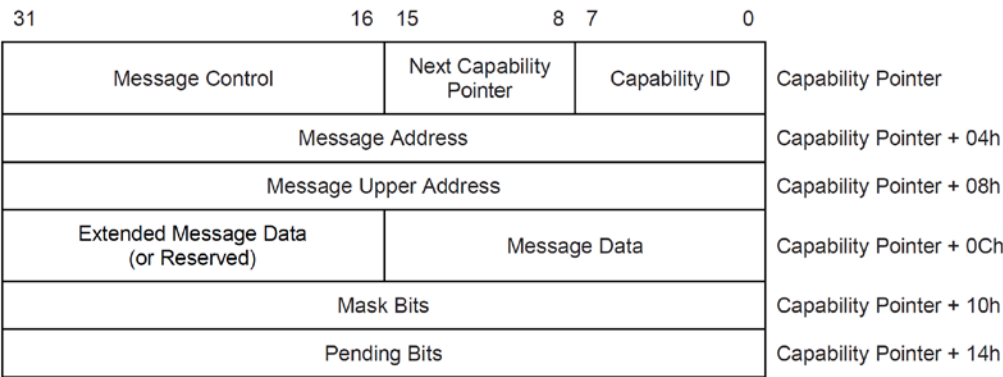 31 16 15 8 7 0
Message Control
Next Capability
Pointer
Capability ID
Capability Pointer
Message Address
Capability Pointer + 04h
Message Upper Address
Capability Pointer + 08h
Extended Message Data
(or Reserved)
Message Data
Capability Pointer + 0Ch
Mask Bits
Capability Pointer + 10h
Pending Bits
Capability Pointer + 14h